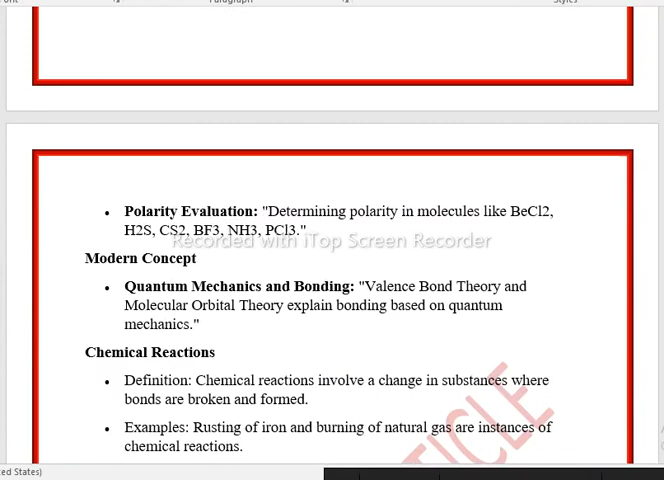 Paragraph
Styles
• Polarity Evaluation: "Determining polarity in molecules like BeCl2,
H2S, CS2, BF3, NH3, PCl3."
Recorded with iTop Screen Recorder
Modern Concept
• Quantum Mechanics and Bonding: "Valence Bond Theory and
Molecular Orbital Theory explain bonding based on quantum
mechanics."
Chemical Reactions
• Definition: Chemical reactions involve a change in substances where
bonds are broken and formed.
• Examples: Rusting of iron and burning of natural gas are instances of
chemical reactions.
TICLE
ted States)